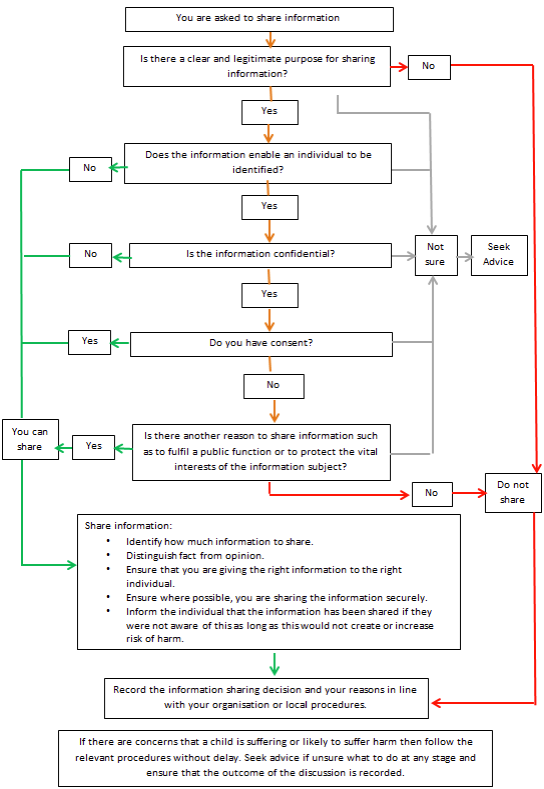 You are asked to share information
Is there a clear and legitimate purpose for sharing
information?
No
Yes
Does the information enable an individual to be
identified?
No
Yes
Is the information confidential?
No
Not
sure
Seek
Advice
Yes
Do you have consent?
Yes
No
Is there another reason to share information such
as to fulfil a public function or to protect the vital
interests of the information subject?
Yes
You can
share
No
Do not
share
Share information:
• Identify how much information to share.
• Distinguish fact from opinion.
• Ensure that you are giving the right information to the right
individual.
• Ensure where possible, you are sharing the information securely.
• Inform the individual that the information has been shared if they
were not aware of this as long as this would not create or increase
risk of harm.
Record the information sharing decision and your reasons in line
with your organisation or local procedures.
If there are concerns that a child is suffering or likely to suffer harm then follow the
relevant procedures without delay. Seek advice if unsure what to do at any stage and
ensure that the outcome of the discussion is recorded.